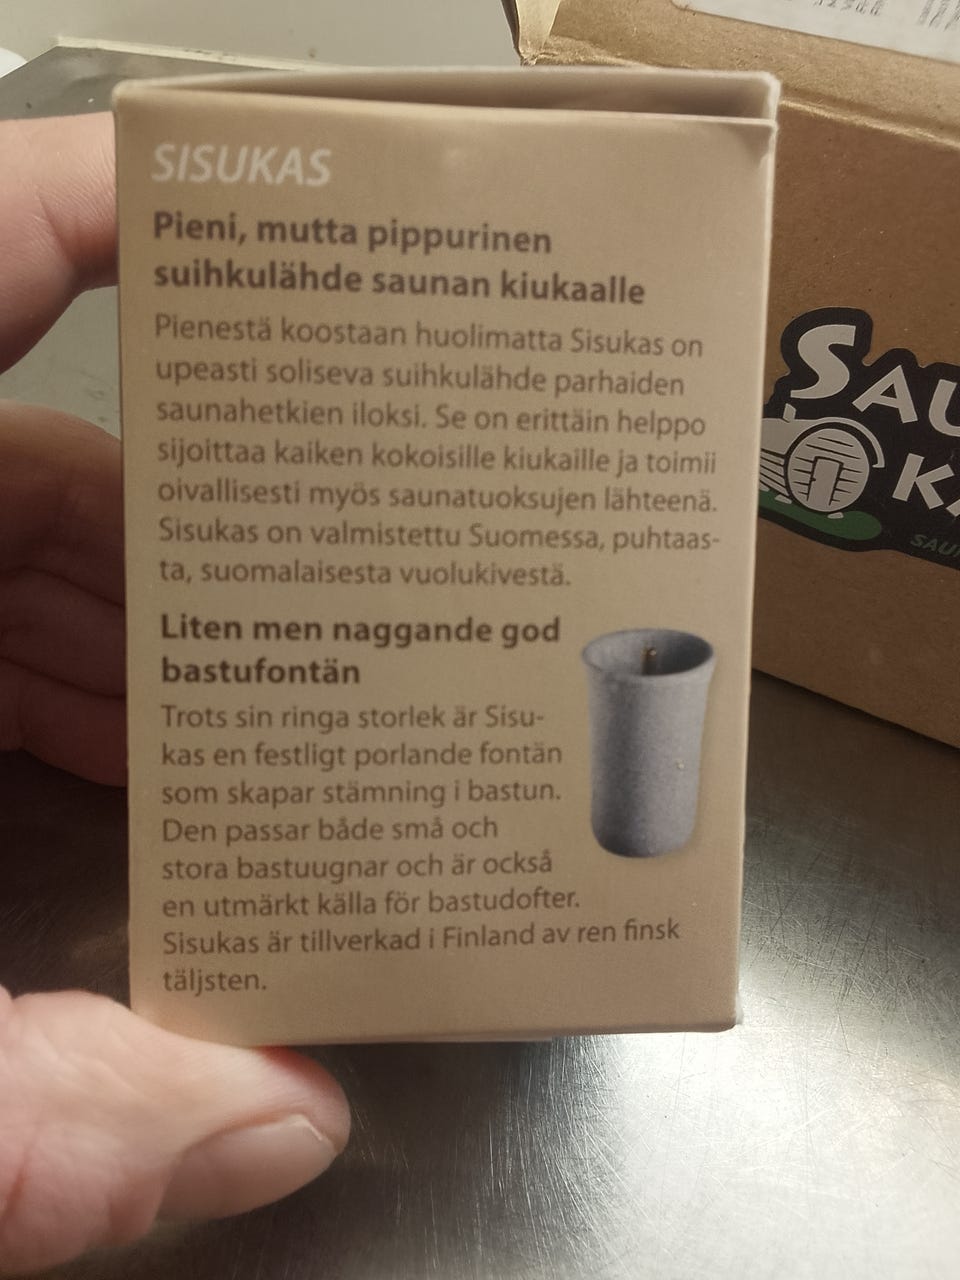 SISUKAS
Pieni, mutta pippurinen
suihkulähde saunan kiukaalle
Pienestä koostaan huolimatta Sisukas on
upeasti soliseva suihkulähde parhaiden
saunahetkien iloksi. Se on erittäin helppo
sijoittaa kaiken kokoisille kiukaille ja toimii
oivallisesti myös saunatuoksujen lähteenä.
Sisukas on valmistettu Suomessa, puhtaas-
ta, suomalaisesta vuolukivestä.
Liten men naggande god
bastufontän
Trots sin ringa storlek är Sisu-
kas en festligt porlande fontän
som skapar stämning i bastun.
Den passar både små och
stora bastuugnar och är också
en utmärkt källa för bastudofter.
Sisukas är tillverkad i Finland av ren finsk
täljsten.
SAU
KA
SAU